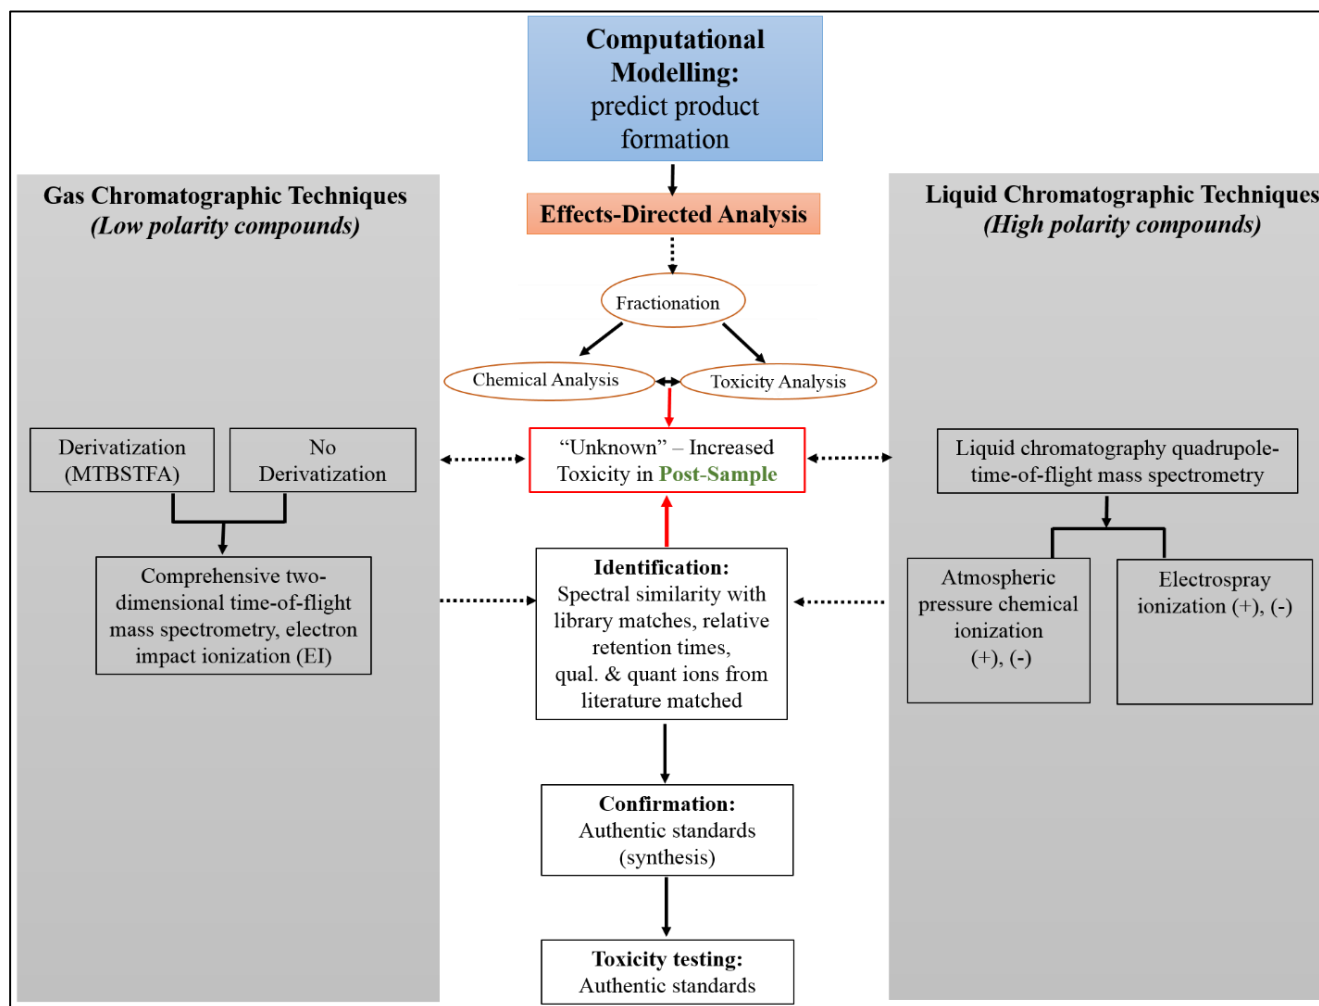 Computational
Modelling:
predict product
formation
Gas Chromatographic Techniques
(Low polarity compounds)
Effects-Directed Analysis
Liquid Chromatographic Techniques
(High polarity compounds)
Fractionation
Chemical Analysis
Toxicity Analysis
Derivatization
(MTBSTFA)
No
Derivatization
“Unknown” – Increased
Toxicity in Post-Sample
Liquid chromatography quadrupole-
time-of-flight mass spectrometry
Comprehensive two-
dimensional time-of-flight
mass spectrometry, electron
impact ionization (EI)
Identification:
Spectral similarity with
library matches, relative
retention times,
qual. & quant ions from
literature matched
Atmospheric
pressure chemical
ionization
(+), (-)
Electrospray
ionization (+), (-)
Confirmation:
Authentic standards
(synthesis)
Toxicity testing:
Authentic standards